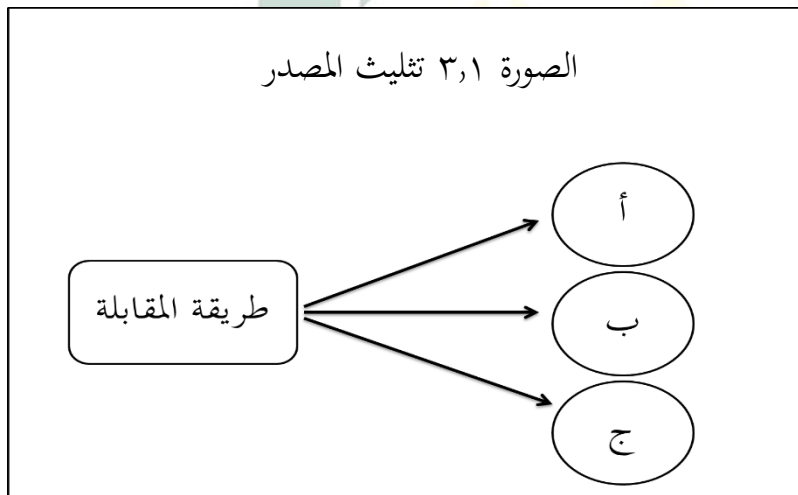 الصورة ٣,١ تثليث المصدر
أ
طريقة المقابلة
ب
ج